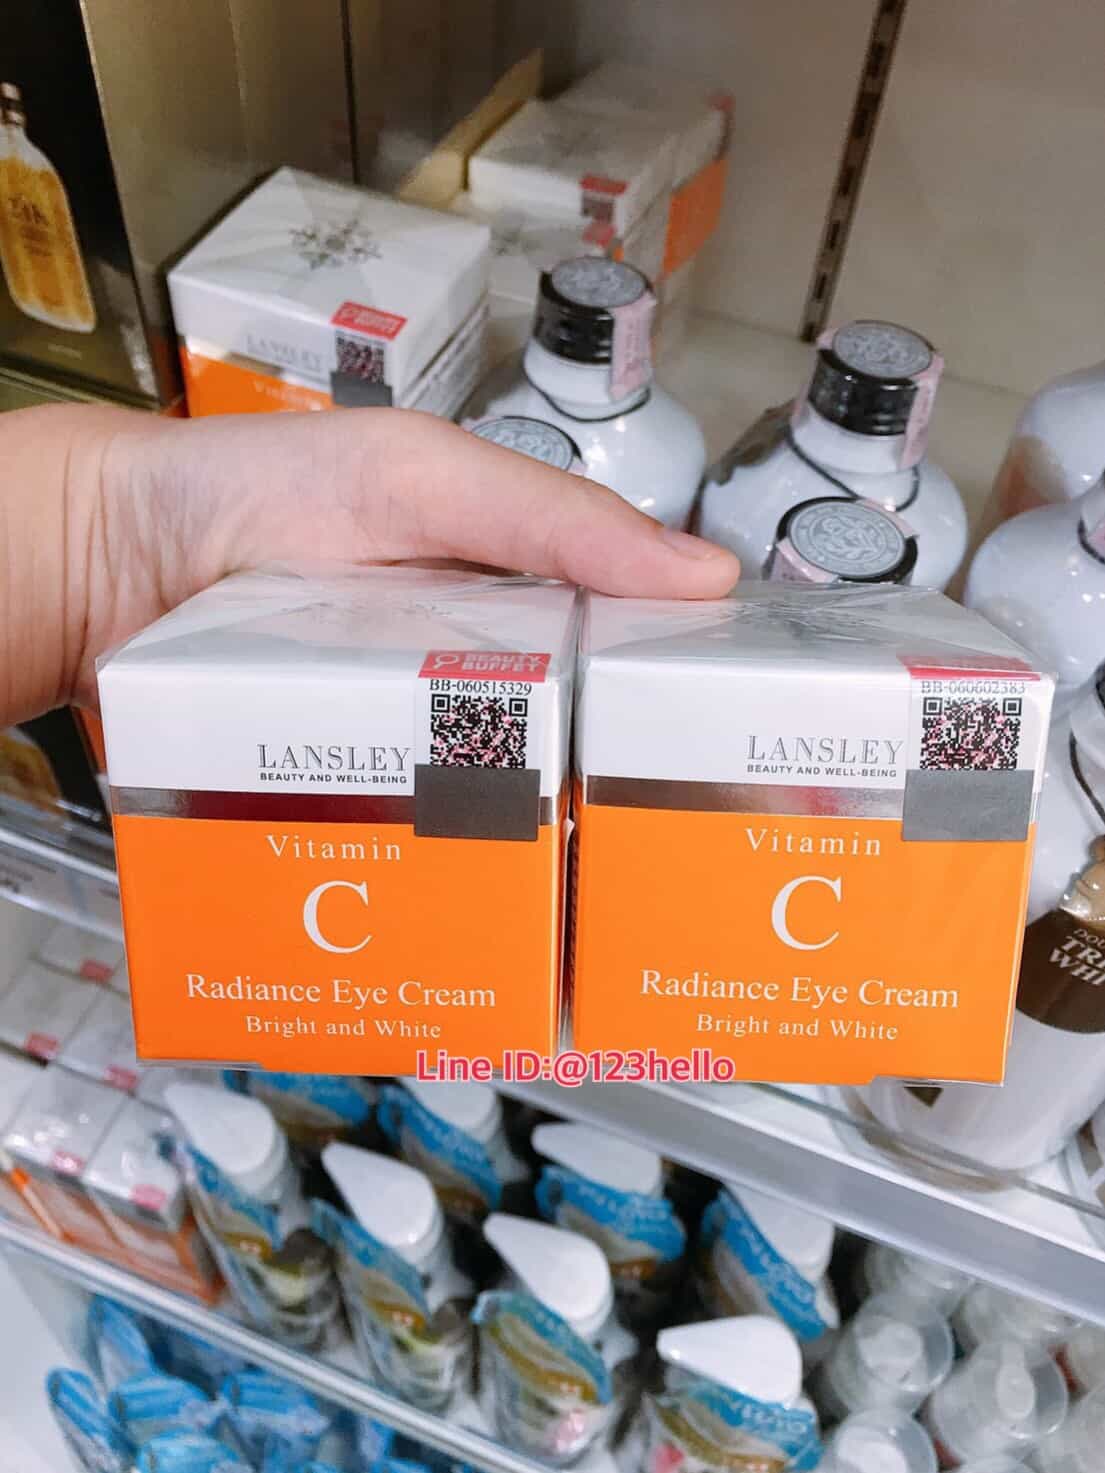 LANSLEY
BEAUTY BUFFET
BB-060515329
LANSLEY
BEAUTY AND WELL-BEING
Vitamin
C
Radiance Eye Cream
Bright and White
BB-060602383
LANSLEY
BEAUTY AND WELL-BEING
Vitamin
C
Radiance Eye Cream
Bright and White
Line ID:@123hello